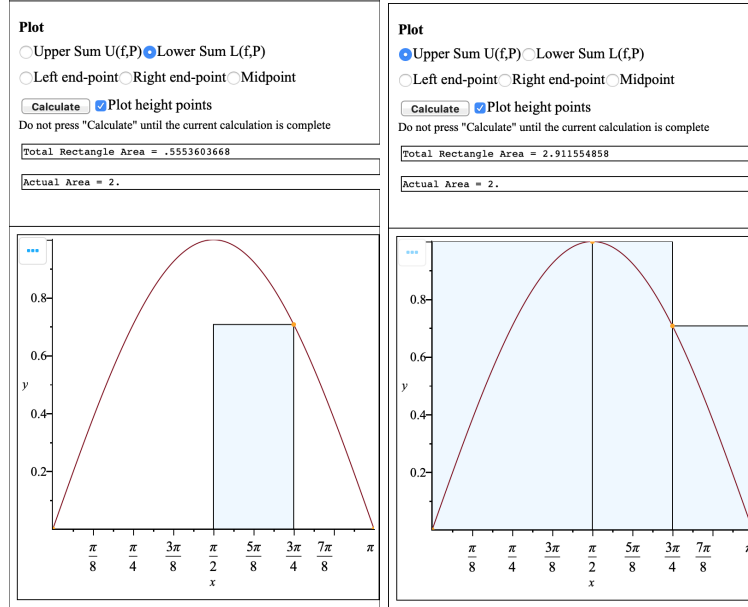 Plot
Upper Sum U(f,P) Lower Sum L(f,P)
Left end-point Right end-point Midpoint
Calculate Plot height points
Do not press "Calculate" until the current calculation is complete
Total Rectangle Area = .5553603668
Actual Area = 2.
0.8
0.6
y
0.4
0.2
π/8 π/4 3π/8 π/2 5π/8 3π/4 7π/8 π
x
Plot
Upper Sum U(f,P) Lower Sum L(f,P)
Left end-point Right end-point Midpoint
Calculate Plot height points
Do not press "Calculate" until the current calculation is complete
Total Rectangle Area = 2.911554858
Actual Area = 2.
0.8
0.6
y
0.4
0.2
π/8 π/4 3π/8 π/2 5π/8 3π/4 7π/8
x